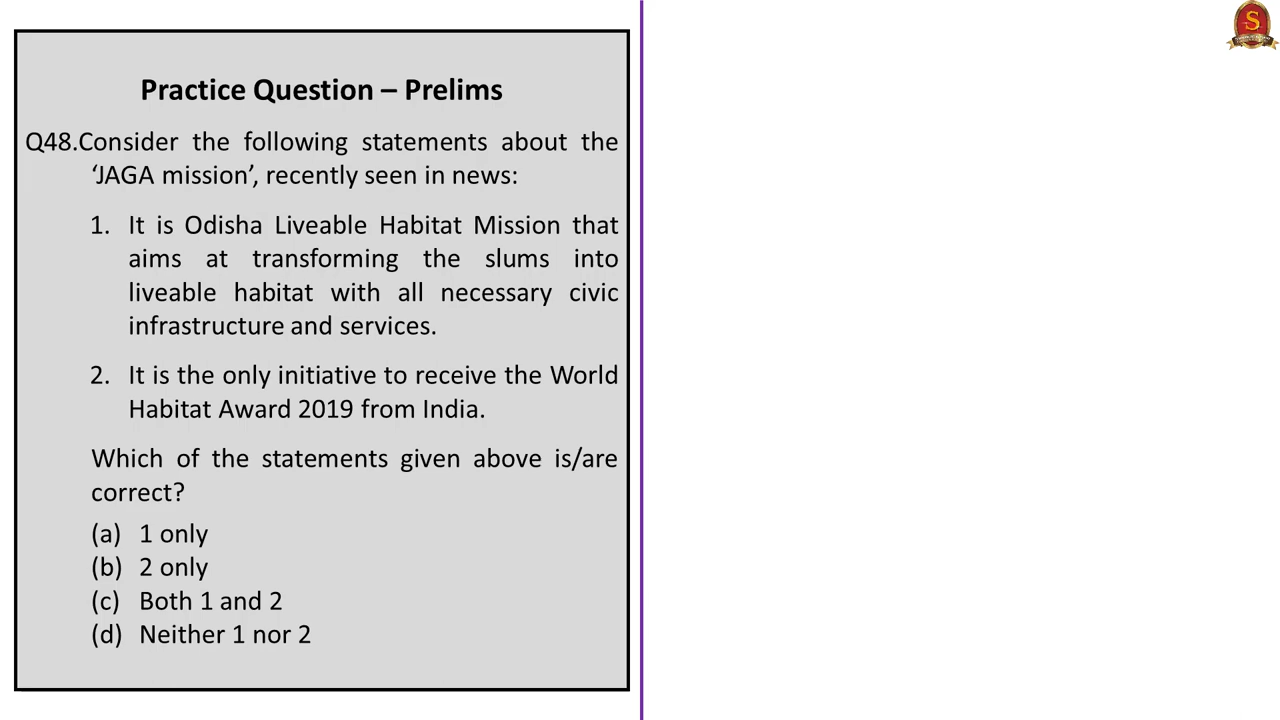 Practice Question – Prelims
Q48.Consider the following statements about the
‘JAGA mission’, recently seen in news:
1. It is Odisha Liveable Habitat Mission that
aims at transforming the slums into
liveable habitat with all necessary civic
infrastructure and services.
2. It is the only initiative to receive the World
Habitat Award 2019 from India.
Which of the statements given above is/are
correct?
(a) 1 only
(b) 2 only
(c) Both 1 and 2
(d) Neither 1 nor 2
S